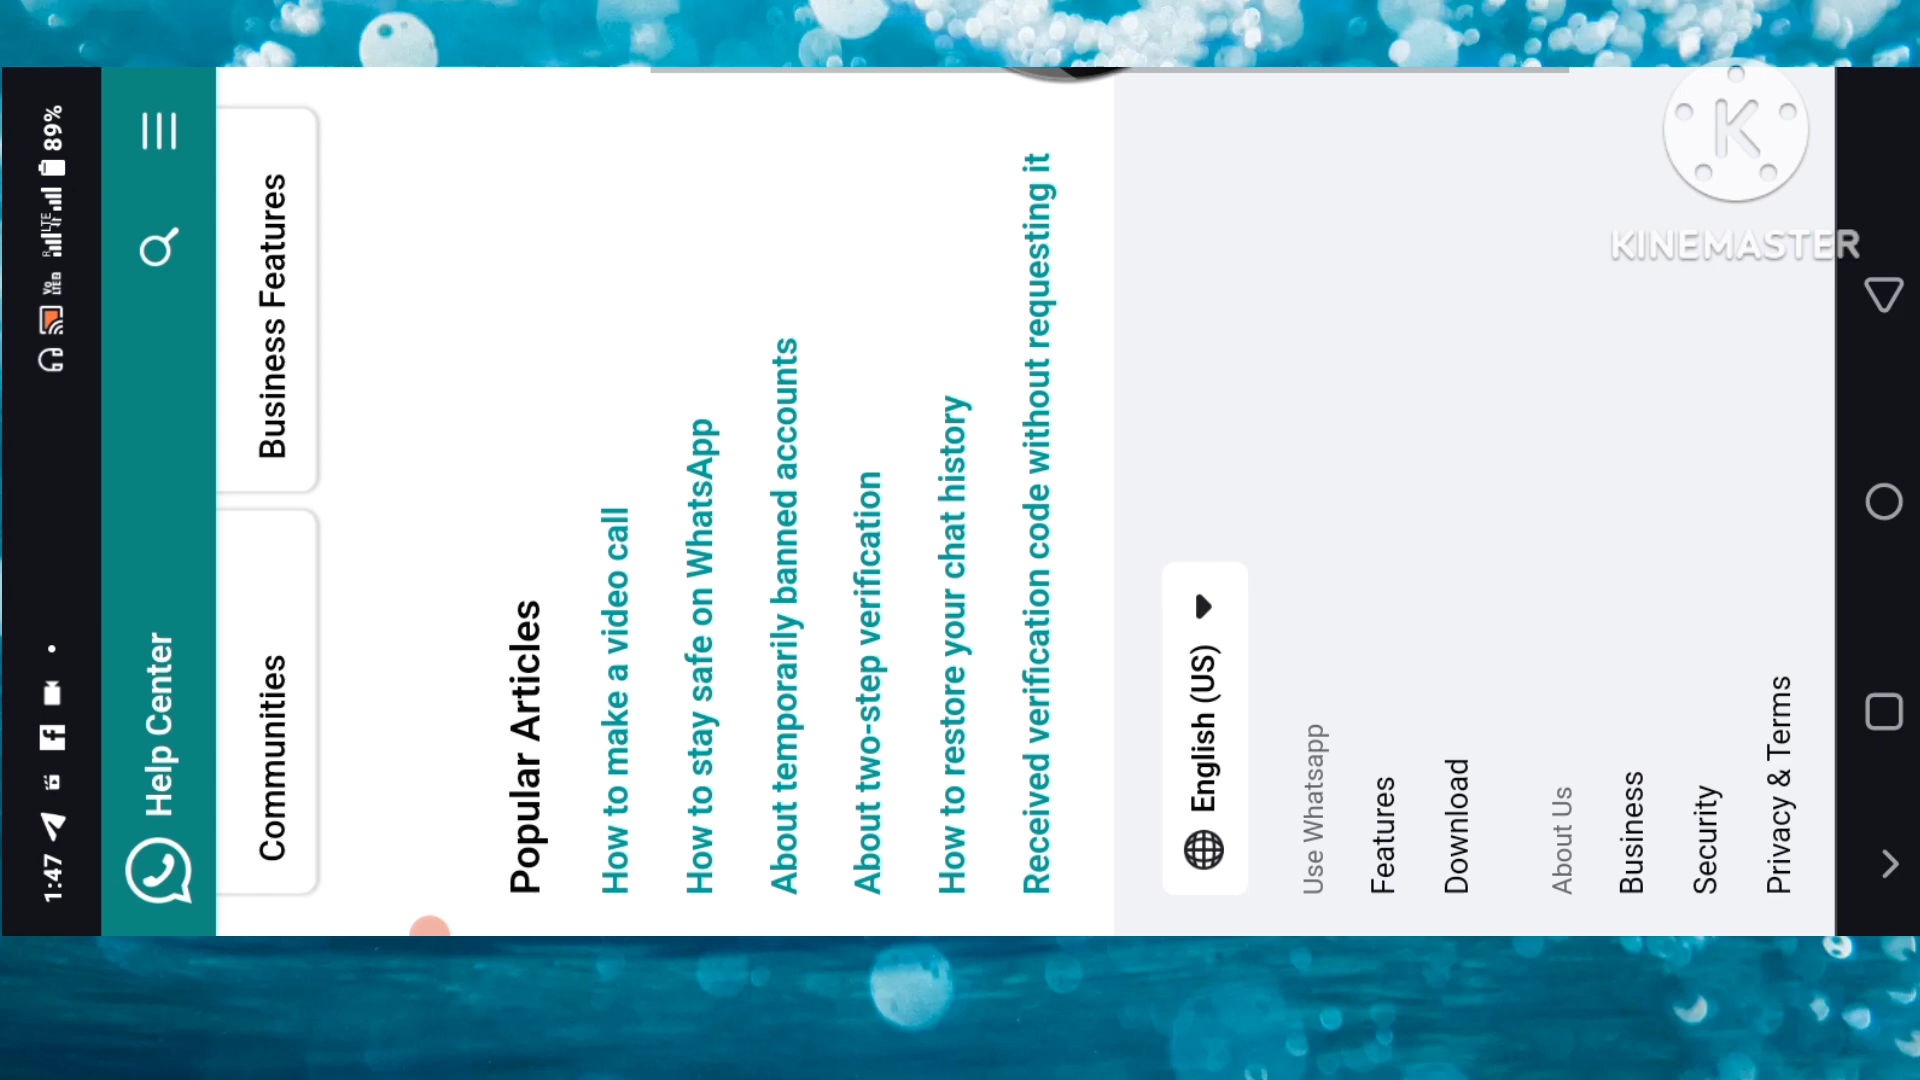 1:47
89%
Help Center
Communities
Business Features
Popular Articles
How to make a video call
How to stay safe on WhatsApp
About temporarily banned accounts
About two-step verification
How to restore your chat history
Received verification code without requesting it
English (US)
Use Whatsapp
Features
Download
About Us
Business
Security
Privacy & Terms
K
KINEMASTER